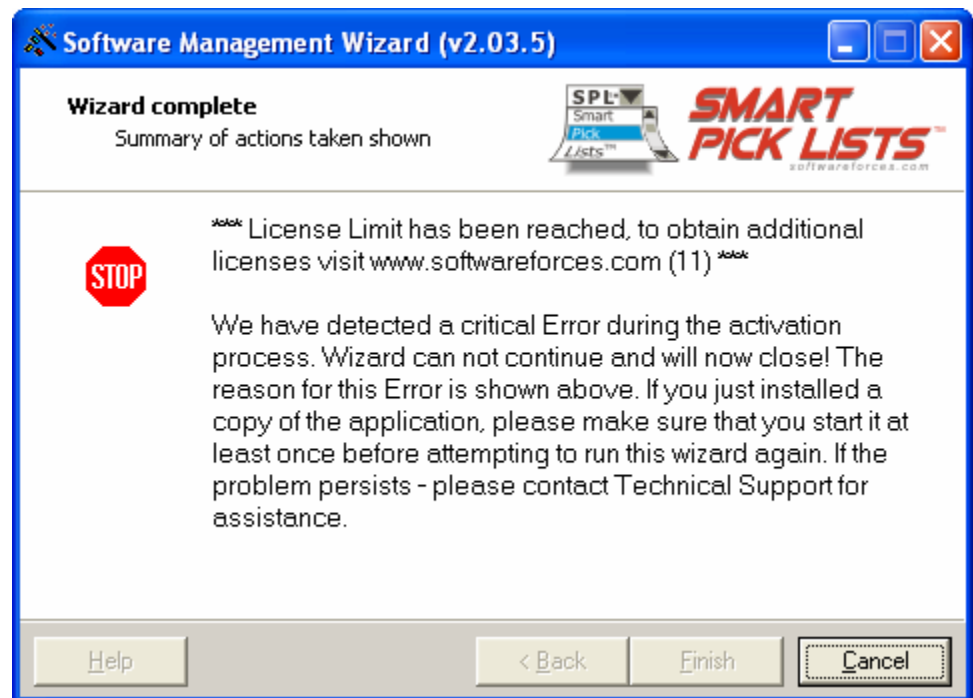 Software Management Wizard (v2.03.5)
Wizard complete
Summary of actions taken shown
SPL
Smart
Pick
Lists™
SMART
PICK LISTS™
softwareforces.com
STOP
*** License Limit has been reached, to obtain additional
licenses visit www.softwareforces.com (11) ***
We have detected a critical Error during the activation
process. Wizard can not continue and will now close! The
reason for this Error is shown above. If you just installed a
copy of the application, please make sure that you start it at
least once before attempting to run this wizard again. If the
problem persists - please contact Technical Support for
assistance.
Help
< Back
Finish
Cancel